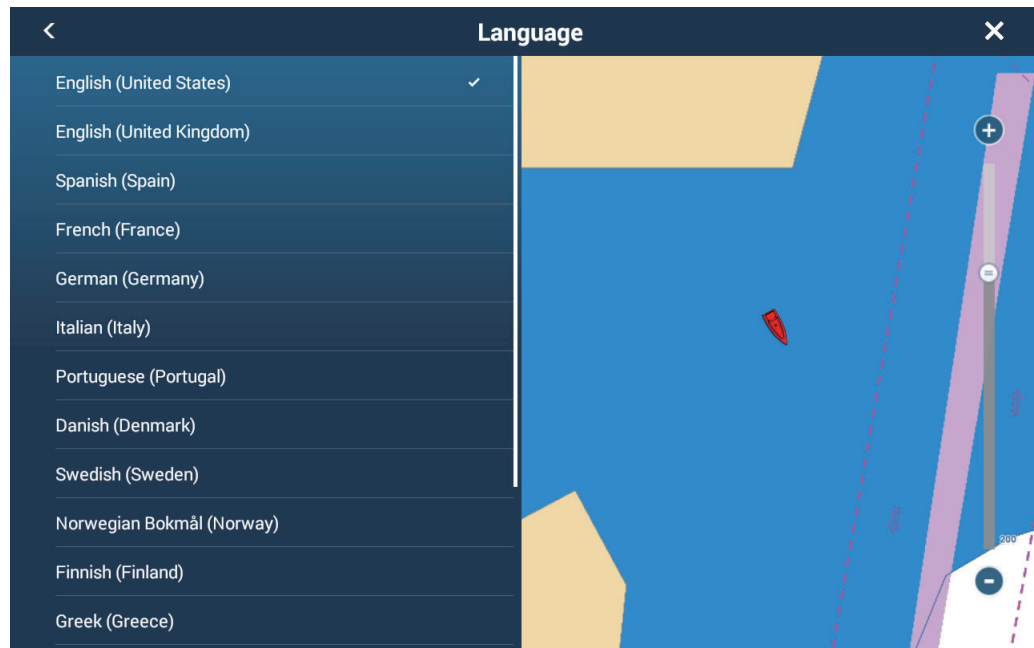 Language
English (United States)
English (United Kingdom)
Spanish (Spain)
French (France)
German (Germany)
Italian (Italy)
Portuguese (Portugal)
Danish (Denmark)
Swedish (Sweden)
Norwegian Bokmål (Norway)
Finnish (Finland)
Greek (Greece)
200